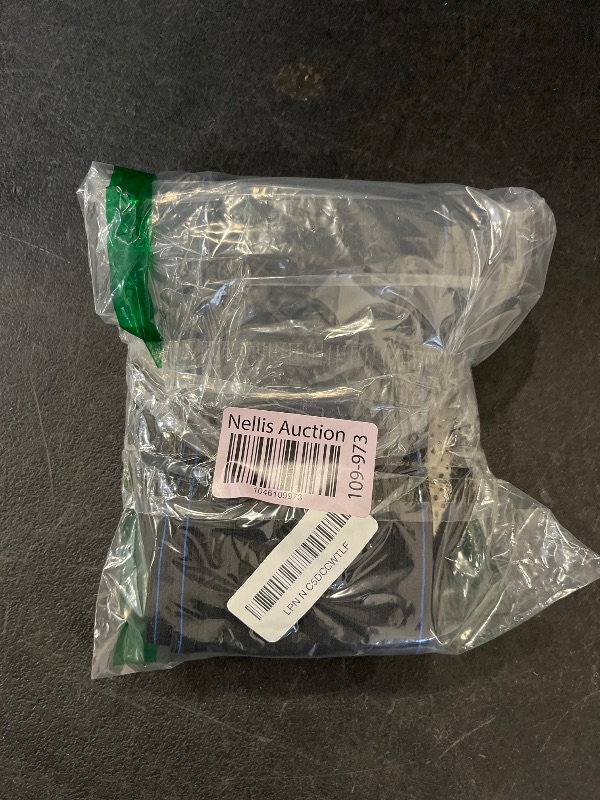 Nellis Auction
1046109973
109-973
LPN N C5DCCWTLF